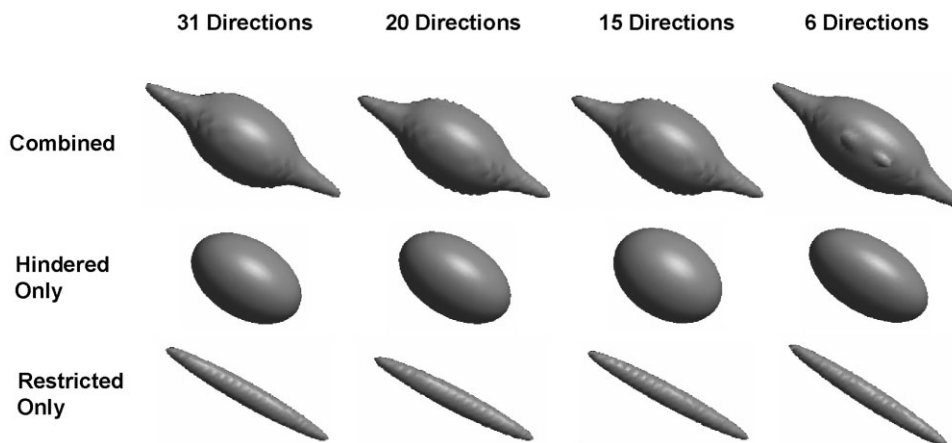 31 Directions 20 Directions 15 Directions 6 Directions
Combined
Hindered
Only
Restricted
Only